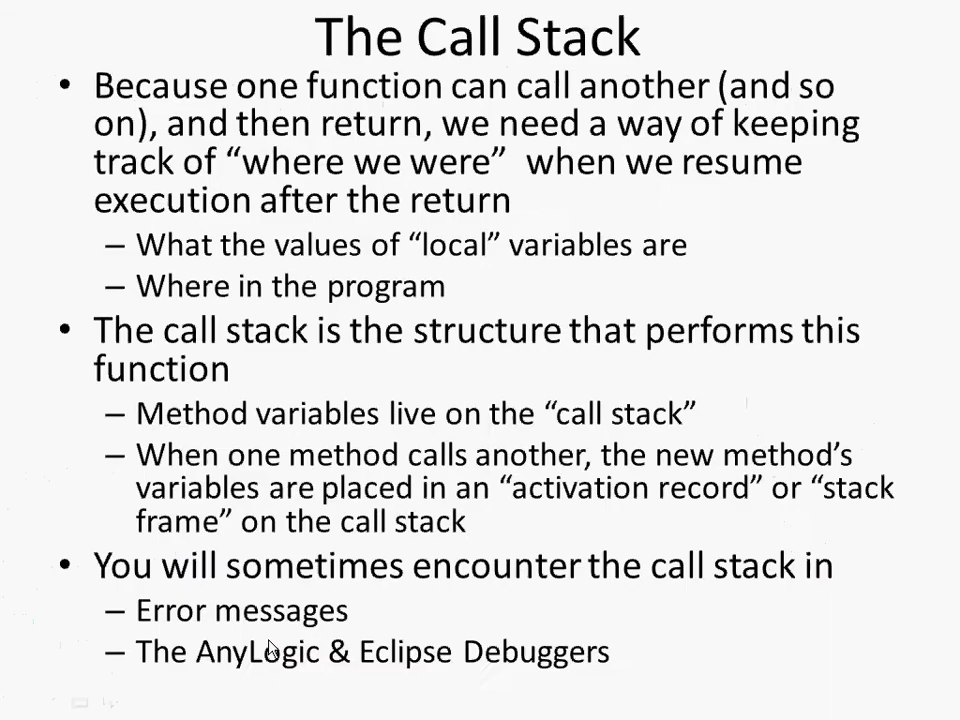 The Call Stack
• Because one function can call another (and so
on), and then return, we need a way of keeping
track of “where we were” when we resume
execution after the return
– What the values of “local” variables are
– Where in the program
• The call stack is the structure that performs this
function
– Method variables live on the “call stack”
– When one method calls another, the new method’s
variables are placed in an “activation record” or “stack
frame” on the call stack
• You will sometimes encounter the call stack in
– Error messages
– The AnyLogic & Eclipse Debuggers